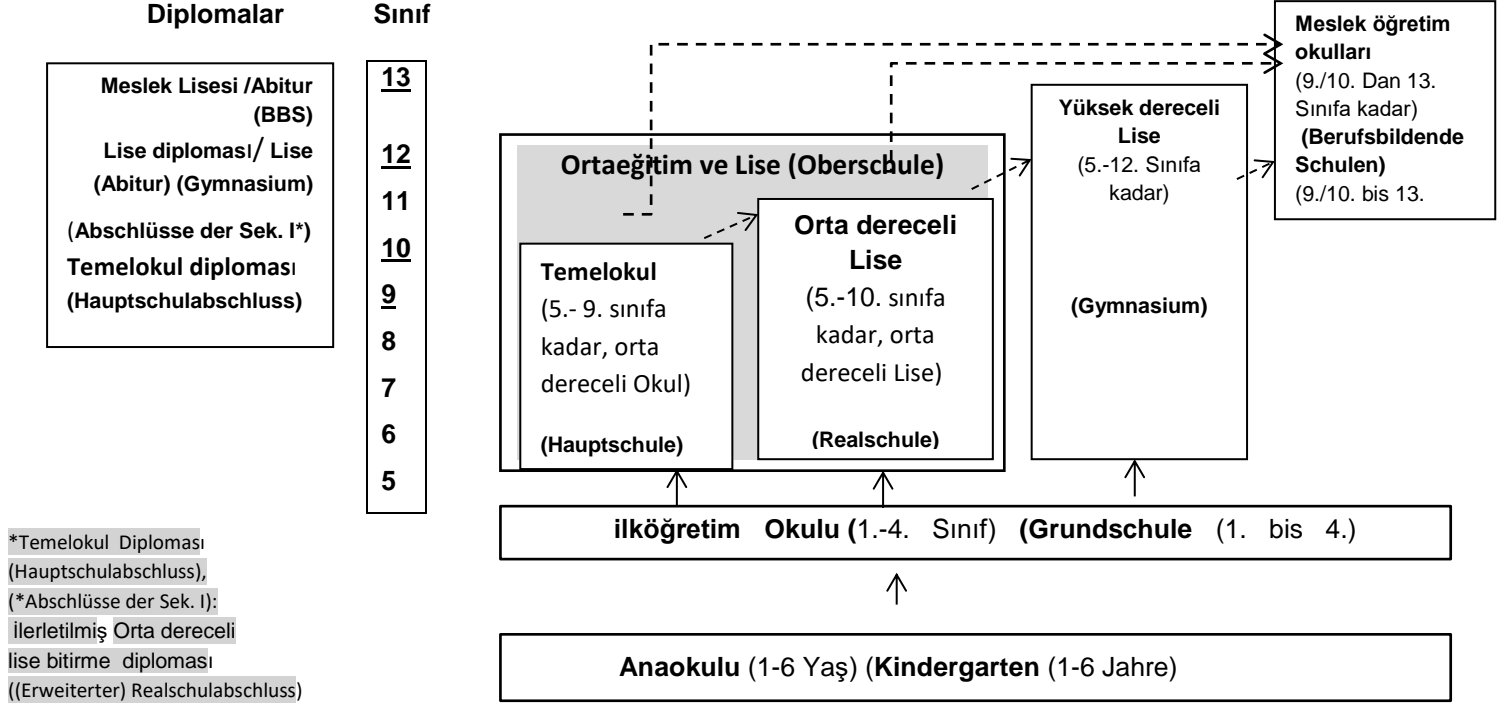 Diplomalar
Sınıf
Meslek Lisesi /Abitur
(BBS)
Lise diploması/ Lise
(Abitur) (Gymnasium)
(Abschlüsse der Sek. I*)
Temelokul diploması
(Hauptschulabschluss)
13
12
11
10
9
8
7
6
5
Ortaeğitim ve Lise (Oberschule)
Temelokul
(5.- 9. sınıfa
kadar, orta
dereceli Okul)
(Hauptschule)
Orta dereceli
Lise
(5.-10. sınıfa
kadar, orta
dereceli Lise)
(Realschule)
Yüksek dereceli
Lise
(5.-12. Sınıfa
kadar)
(Gymnasium)
Meslek öğretim
okulları
(9./10. Dan 13.
Sınıfa kadar)
(Berufsbildende
Schulen)
(9./10. bis 13.
ilköğretim Okulu (1.-4. Sınıf) (Grundschule (1. bis 4.)
Anaokulu (1-6 Yaş) (Kindergarten (1-6 Jahre)
*Temelokul Diploması
(Hauptschulabschluss),
(*Abschlüsse der Sek. I):
İlerletilmiş Orta dereceli
lise bitirme diploması
((Erweiterter) Realschulabschluss)